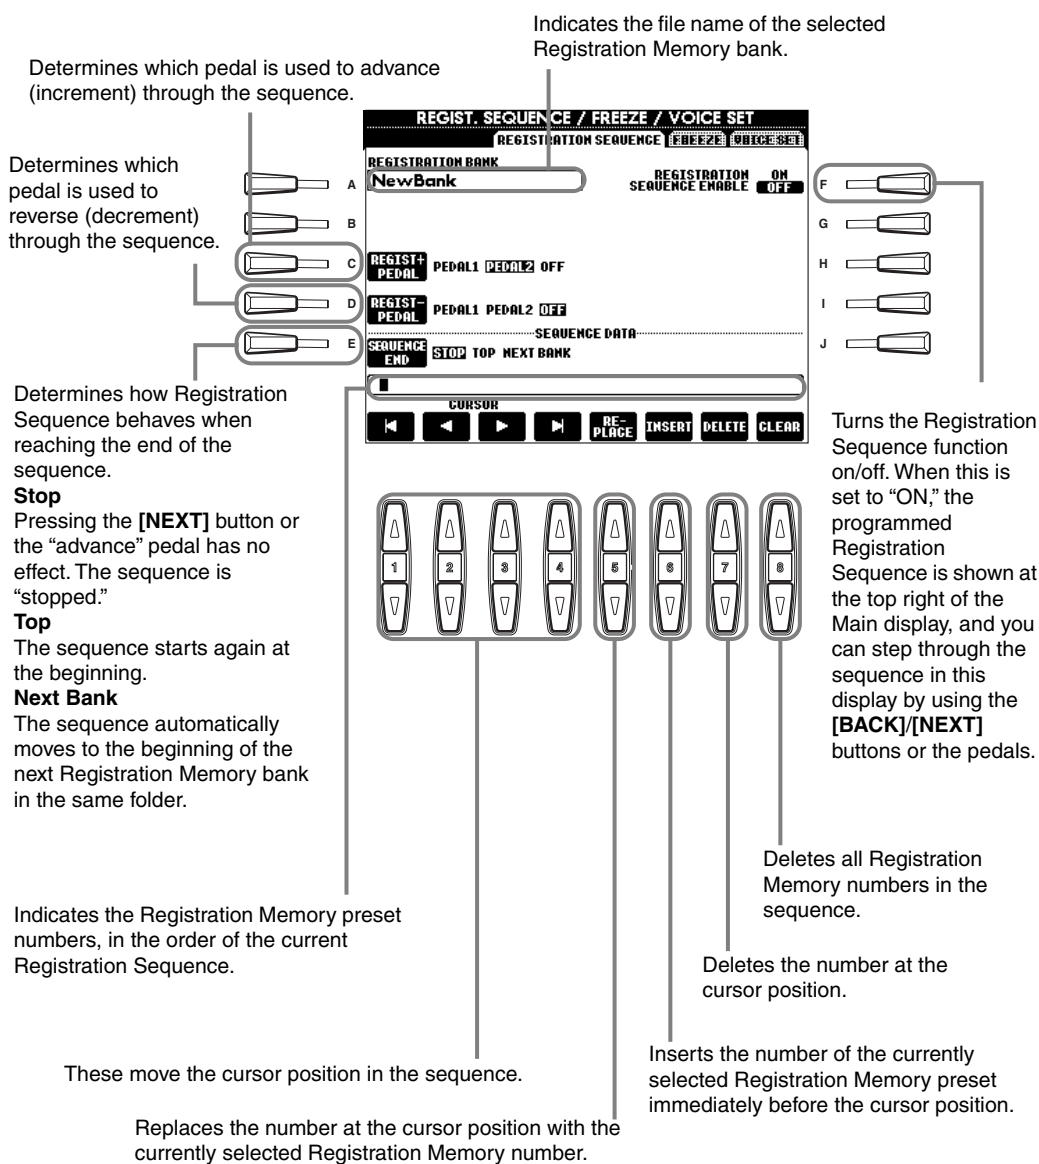 Indicates the file name of the selected
Registration Memory bank.
Determines which pedal is used to advance
(increment) through the sequence.
Determines which
pedal is used to
reverse (decrement)
through the sequence.
REGIST. SEQUENCE / FREEZE / VOICE SET
REGISTRATION SEQUENCE FREEZE VOICE SET
REGISTRATION BANK
NewBank
REGISTRATION ON
SEQUENCE ENABLE OFF
A
B
C
D
E
F
G
H
I
J
REGIST+
PEDAL
PEDAL1 PEDAL2 OFF
REGIST-
PEDAL
PEDAL1 PEDAL2 OFF
SEQUENCE DATA
SEQUENCE
END
STOP TOP NEXT BANK
CURSOR
RE-
PLACE
INSERT
DELETE
CLEAR
1
2
3
4
5
6
7
8
Determines how Registration
Sequence behaves when
reaching the end of the
sequence.
Stop
Pressing the [NEXT] button or
the “advance” pedal has no
effect. The sequence is
“stopped.”
Top
The sequence starts again at
the beginning.
Next Bank
The sequence automatically
moves to the beginning of the
next Registration Memory bank
in the same folder.
Turns the Registration
Sequence function
on/off. When this is
set to “ON,” the
programmed
Registration
Sequence is shown at
the top right of the
Main display, and you
can step through the
sequence in this
display by using the
[BACK]/[NEXT]
buttons or the pedals.
Indicates the Registration Memory preset
numbers, in the order of the current
Registration Sequence.
Deletes all Registration
Memory numbers in the
sequence.
Deletes the number at the
cursor position.
Inserts the number of the currently
selected Registration Memory preset
immediately before the cursor position.
These move the cursor position in the sequence.
Replaces the number at the cursor position with the
currently selected Registration Memory number.